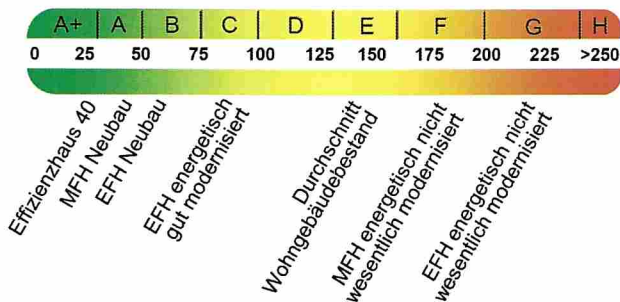 A+ A B C D E F G H
0 25 50 75 100 125 150 175 200 225 >250
Effizienzhaus 40
MFH Neubau
EFH Neubau
EFH energetisch
gut modernisiert
Durchschnitt
Wohngebäudebestand
MFH energetisch nicht
wesentlich modernisiert
EFH energetisch nicht
wesentlich modernisiert